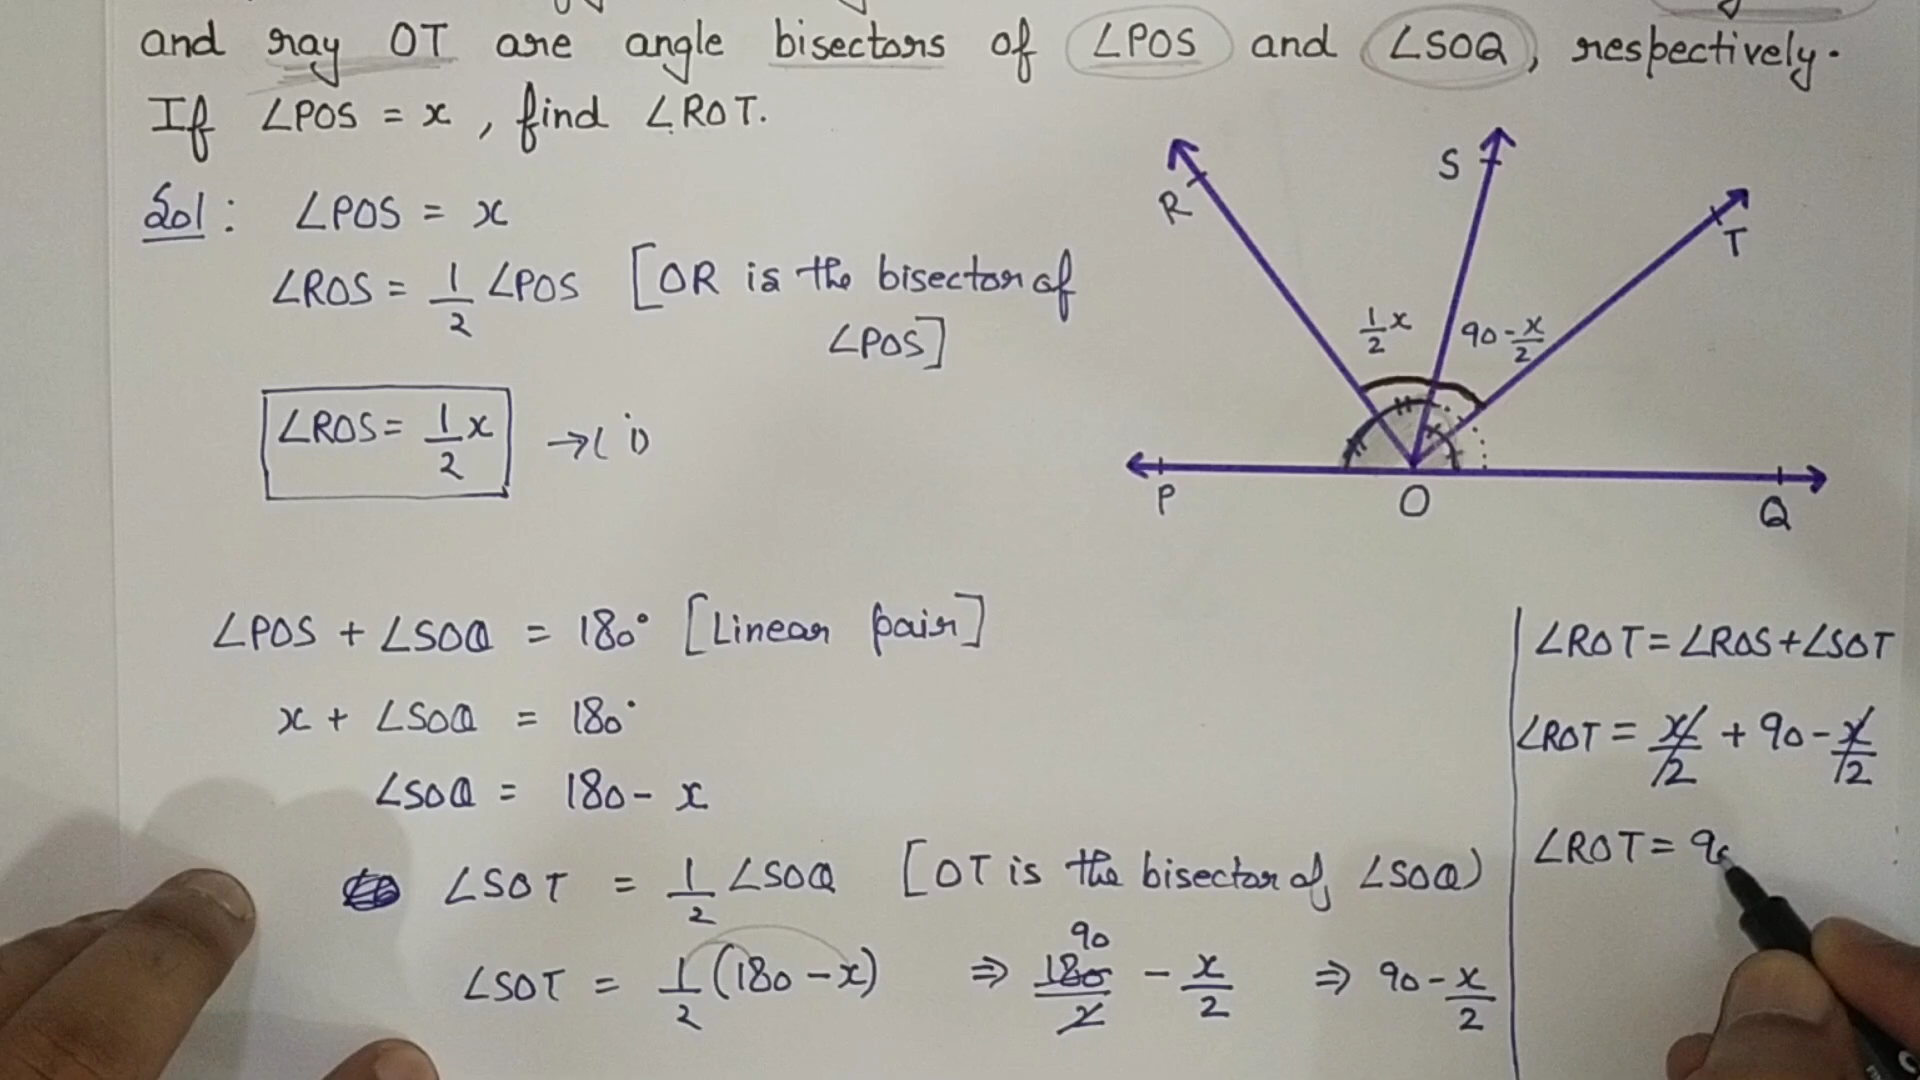 and ray OT are angle bisectors of ∠POS and ∠SOQ, respectively.
If ∠POS = x, find ∠ROT.
Sol: ∠POS = x
∠ROS = 1/2 ∠POS [OR is the bisector of
∠POS]
∠ROS = 1/2 x → (i)
R
S
T
1/2 x
90 - x/2
P
O
Q
∠POS + ∠SOQ = 180° [Linear pair]
x + ∠SOQ = 180°
∠SOQ = 180 - x
∠SOT = 1/2 ∠SOQ [OT is the bisector of ∠SOQ)
∠SOT = 1/2 (180 - x) ⇒ 180/2 - x/2 ⇒ 90 - x/2
90
∠ROT = ∠ROS + ∠SOT
∠ROT = x/2 + 90 - x/2
∠ROT = 90